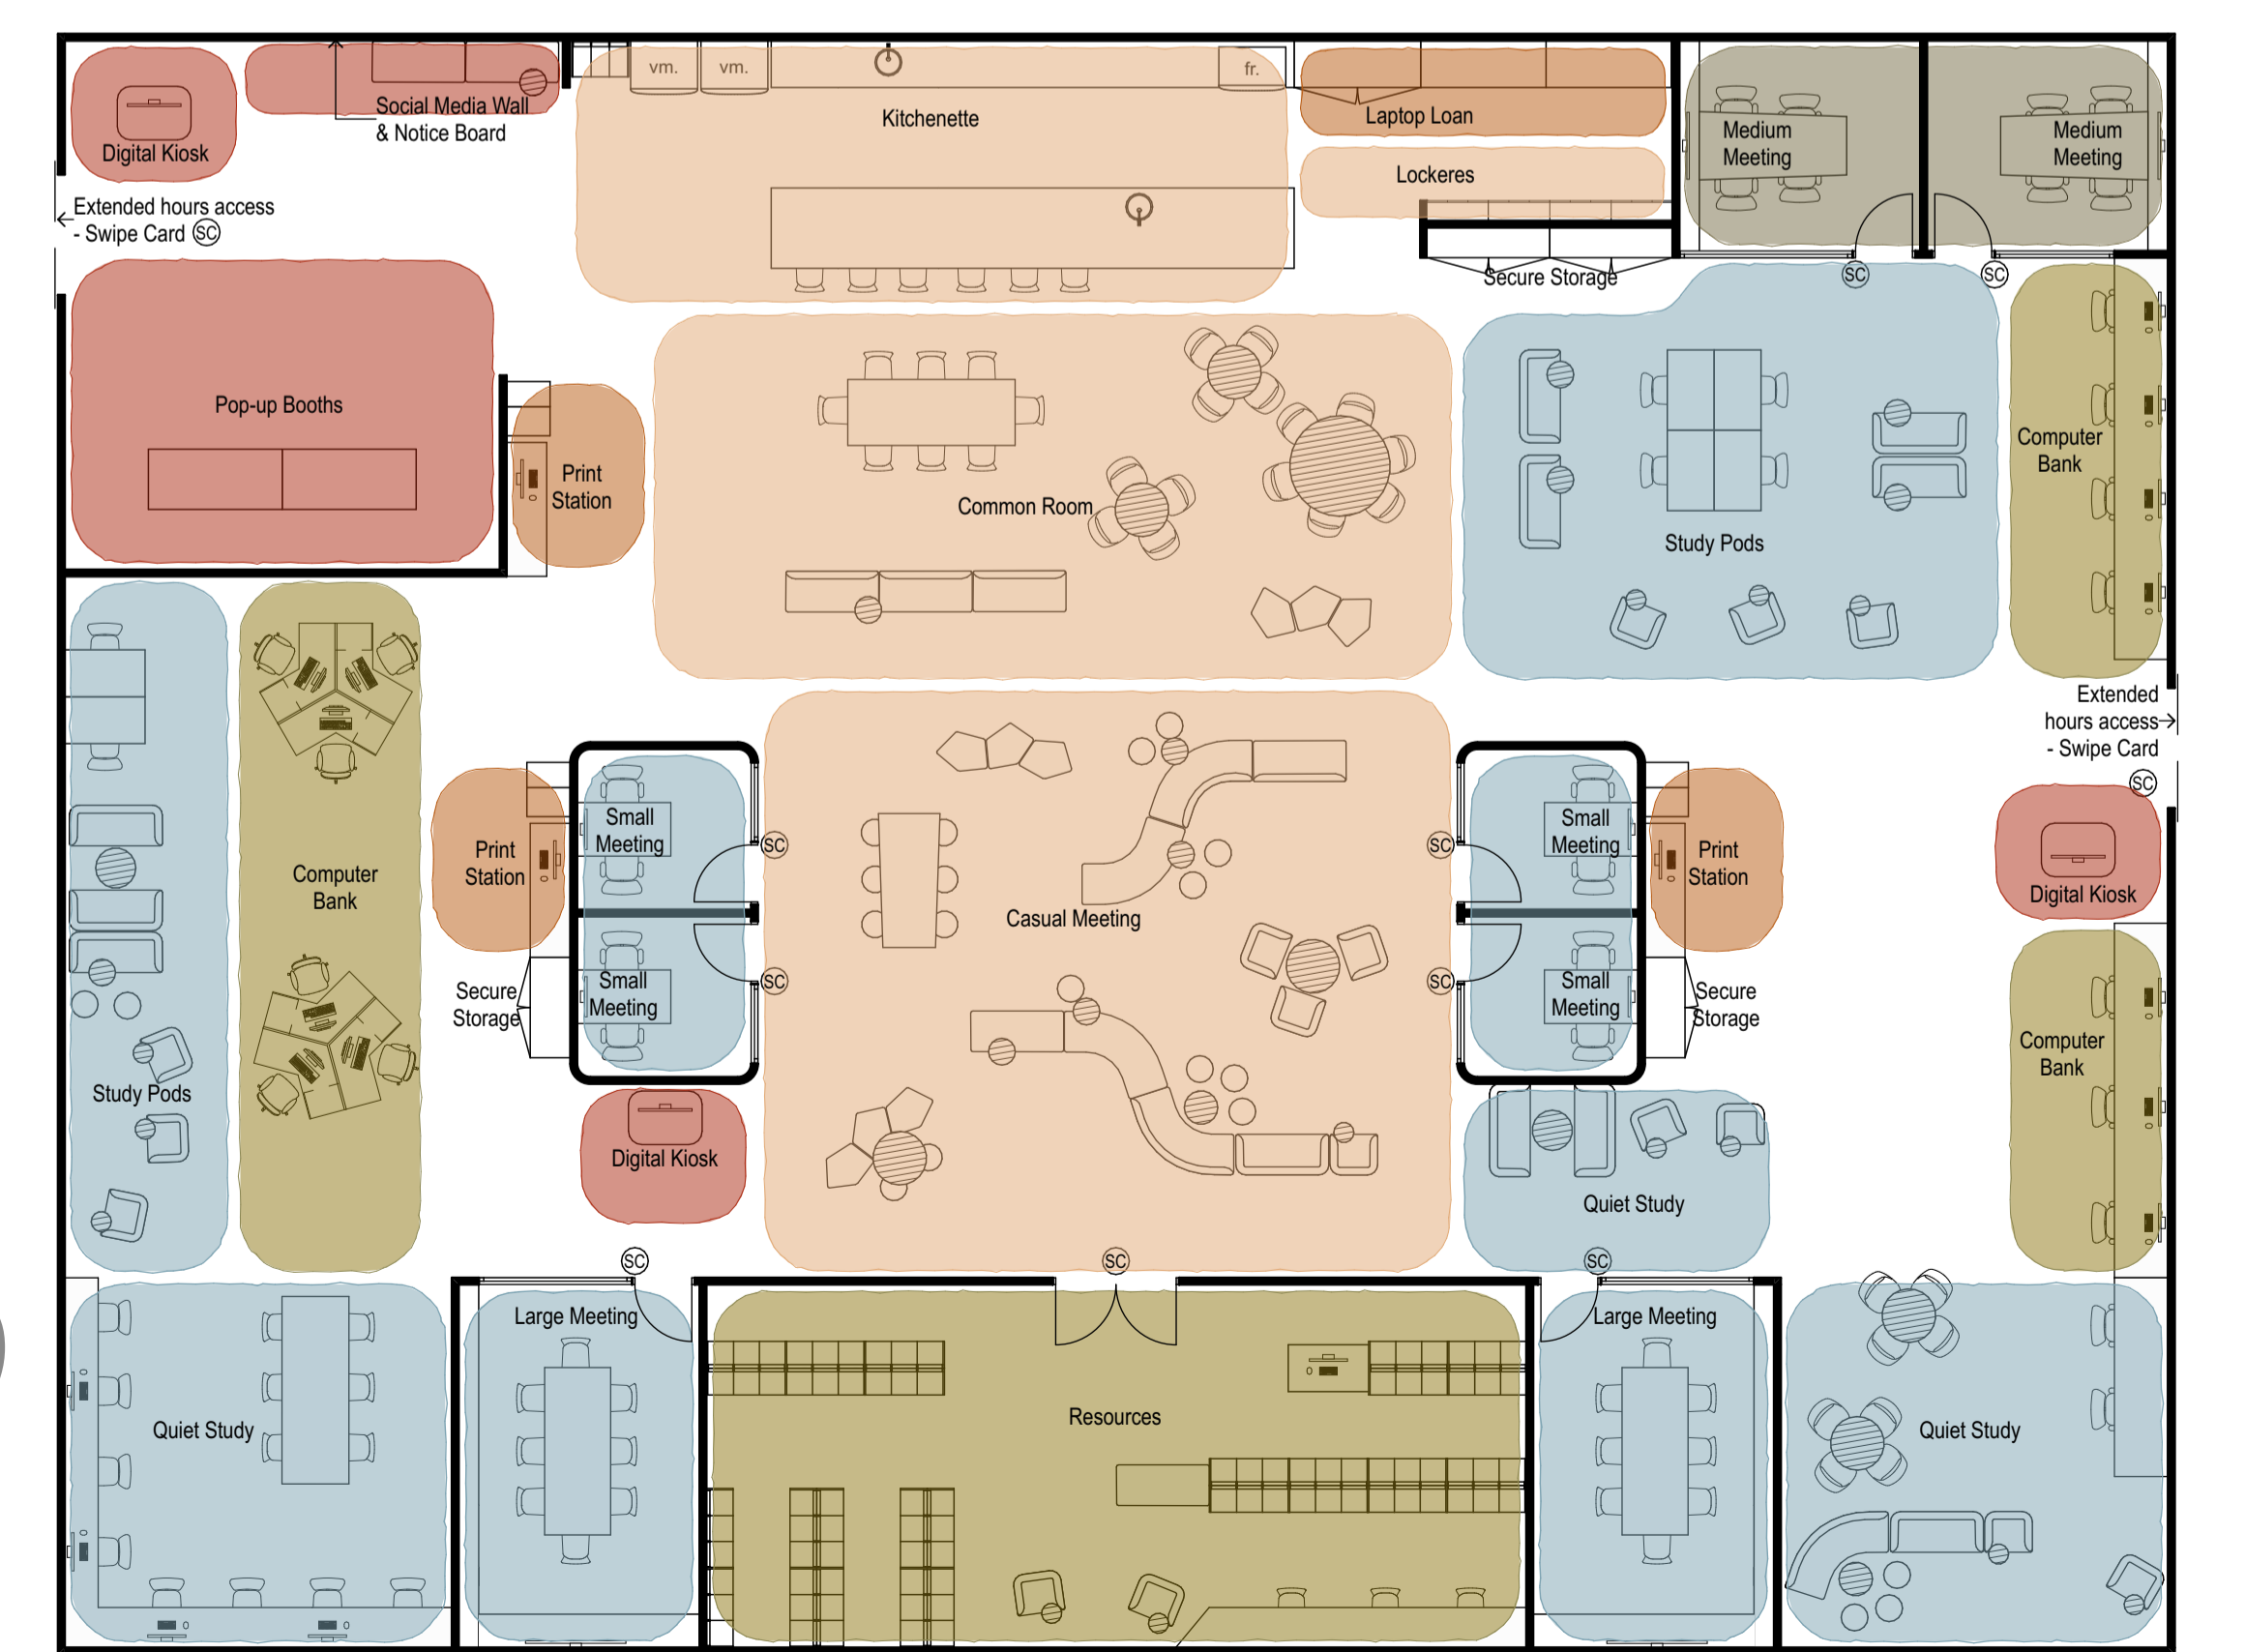 vm.
vm.
fr.
Kitchenette
Social Media Wall
& Notice Board
Digital Kiosk
Laptop Loan
Lockeres
Medium
Meeting
Medium
Meeting
Extended hours access
- Swipe Card SC
Secure Storage
SC
SC
Pop-up Booths
Print
Station
Common Room
Study Pods
Computer
Bank
Extended
hours access
- Swipe Card
SC
Computer
Bank
Print
Station
Small
Meeting
SC
Casual Meeting
SC
Small
Meeting
Print
Station
Digital Kiosk
Secure
Storage
Small
Meeting
SC
SC
Small
Meeting
Secure
Storage
Computer
Bank
Study Pods
Digital Kiosk
Quiet Study
SC
SC
SC
Large Meeting
Large Meeting
Quiet Study
Resources
Quiet Study